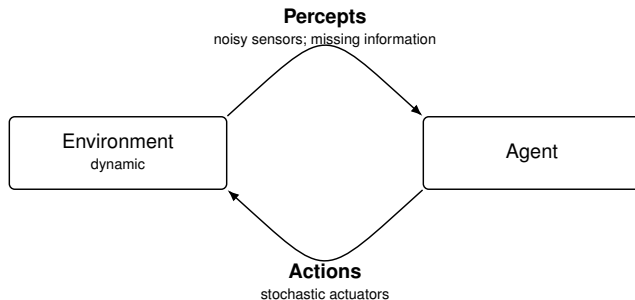 Percepts
noisy sensors; missing information
Environment
dynamic
Agent
Actions
stochastic actuators